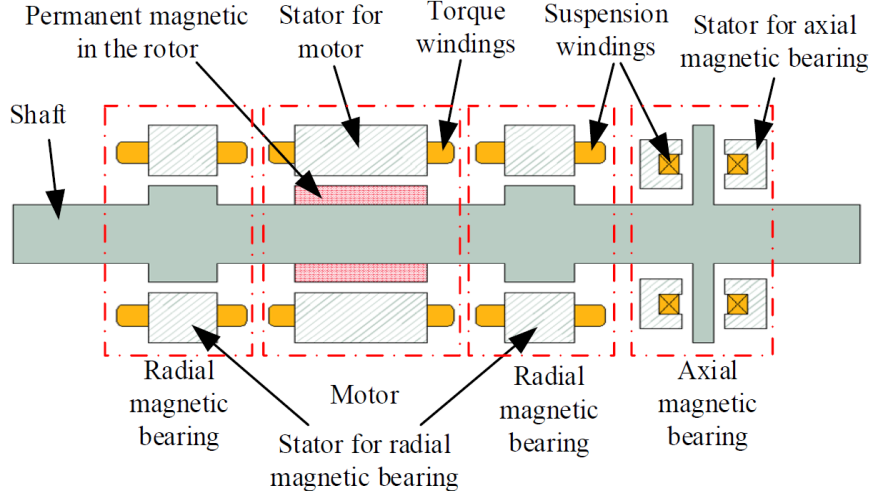 Permanent magnetic
in the rotor
Stator for
motor
Torque
windings
Suspension
windings
Stator for axial
magnetic bearing
Shaft
Radial
magnetic
bearing
Motor
Stator for radial
magnetic bearing
Radial
magnetic
bearing
Axial
magnetic
bearing